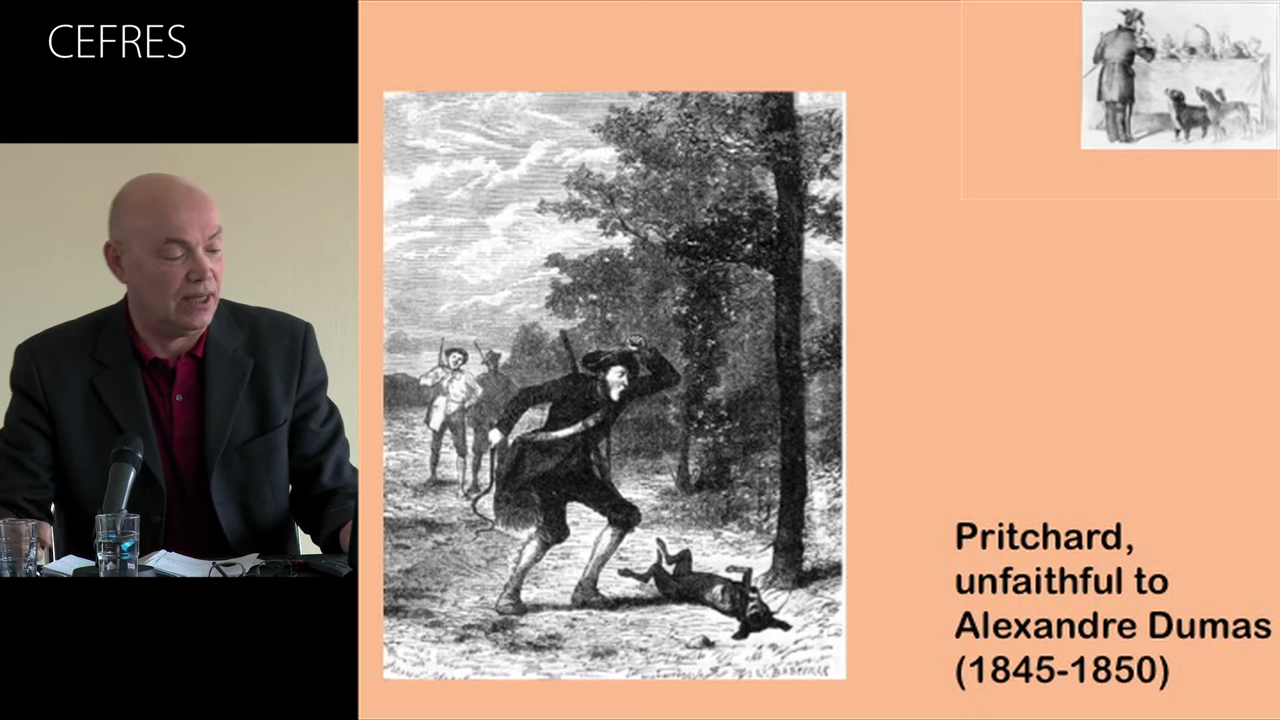 CEFRES
Pritchard,
unfaithful to
Alexandre Dumas
(1845-1850)